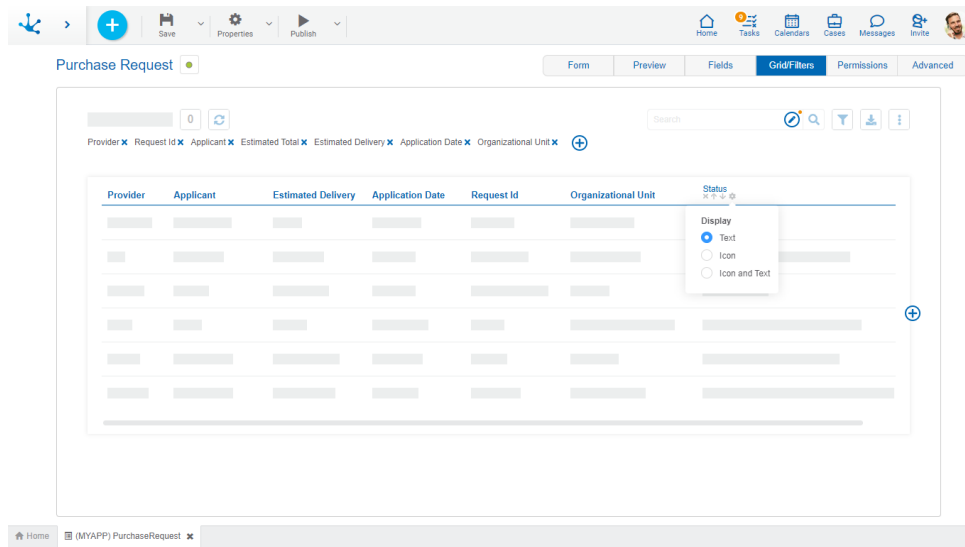 Save Properties Publish
Home 9 Tasks Calendars Cases Messages Invite
Purchase Request
Form Preview Fields Grid/Filters Permissions Advanced
0
Search
Provider Request Id Applicant Estimated Total Estimated Delivery Application Date Organizational Unit
Provider Applicant Estimated Delivery Application Date Request Id Organizational Unit Status
Display
Text
Icon
Icon and Text
Home (MYAPP) PurchaseRequest